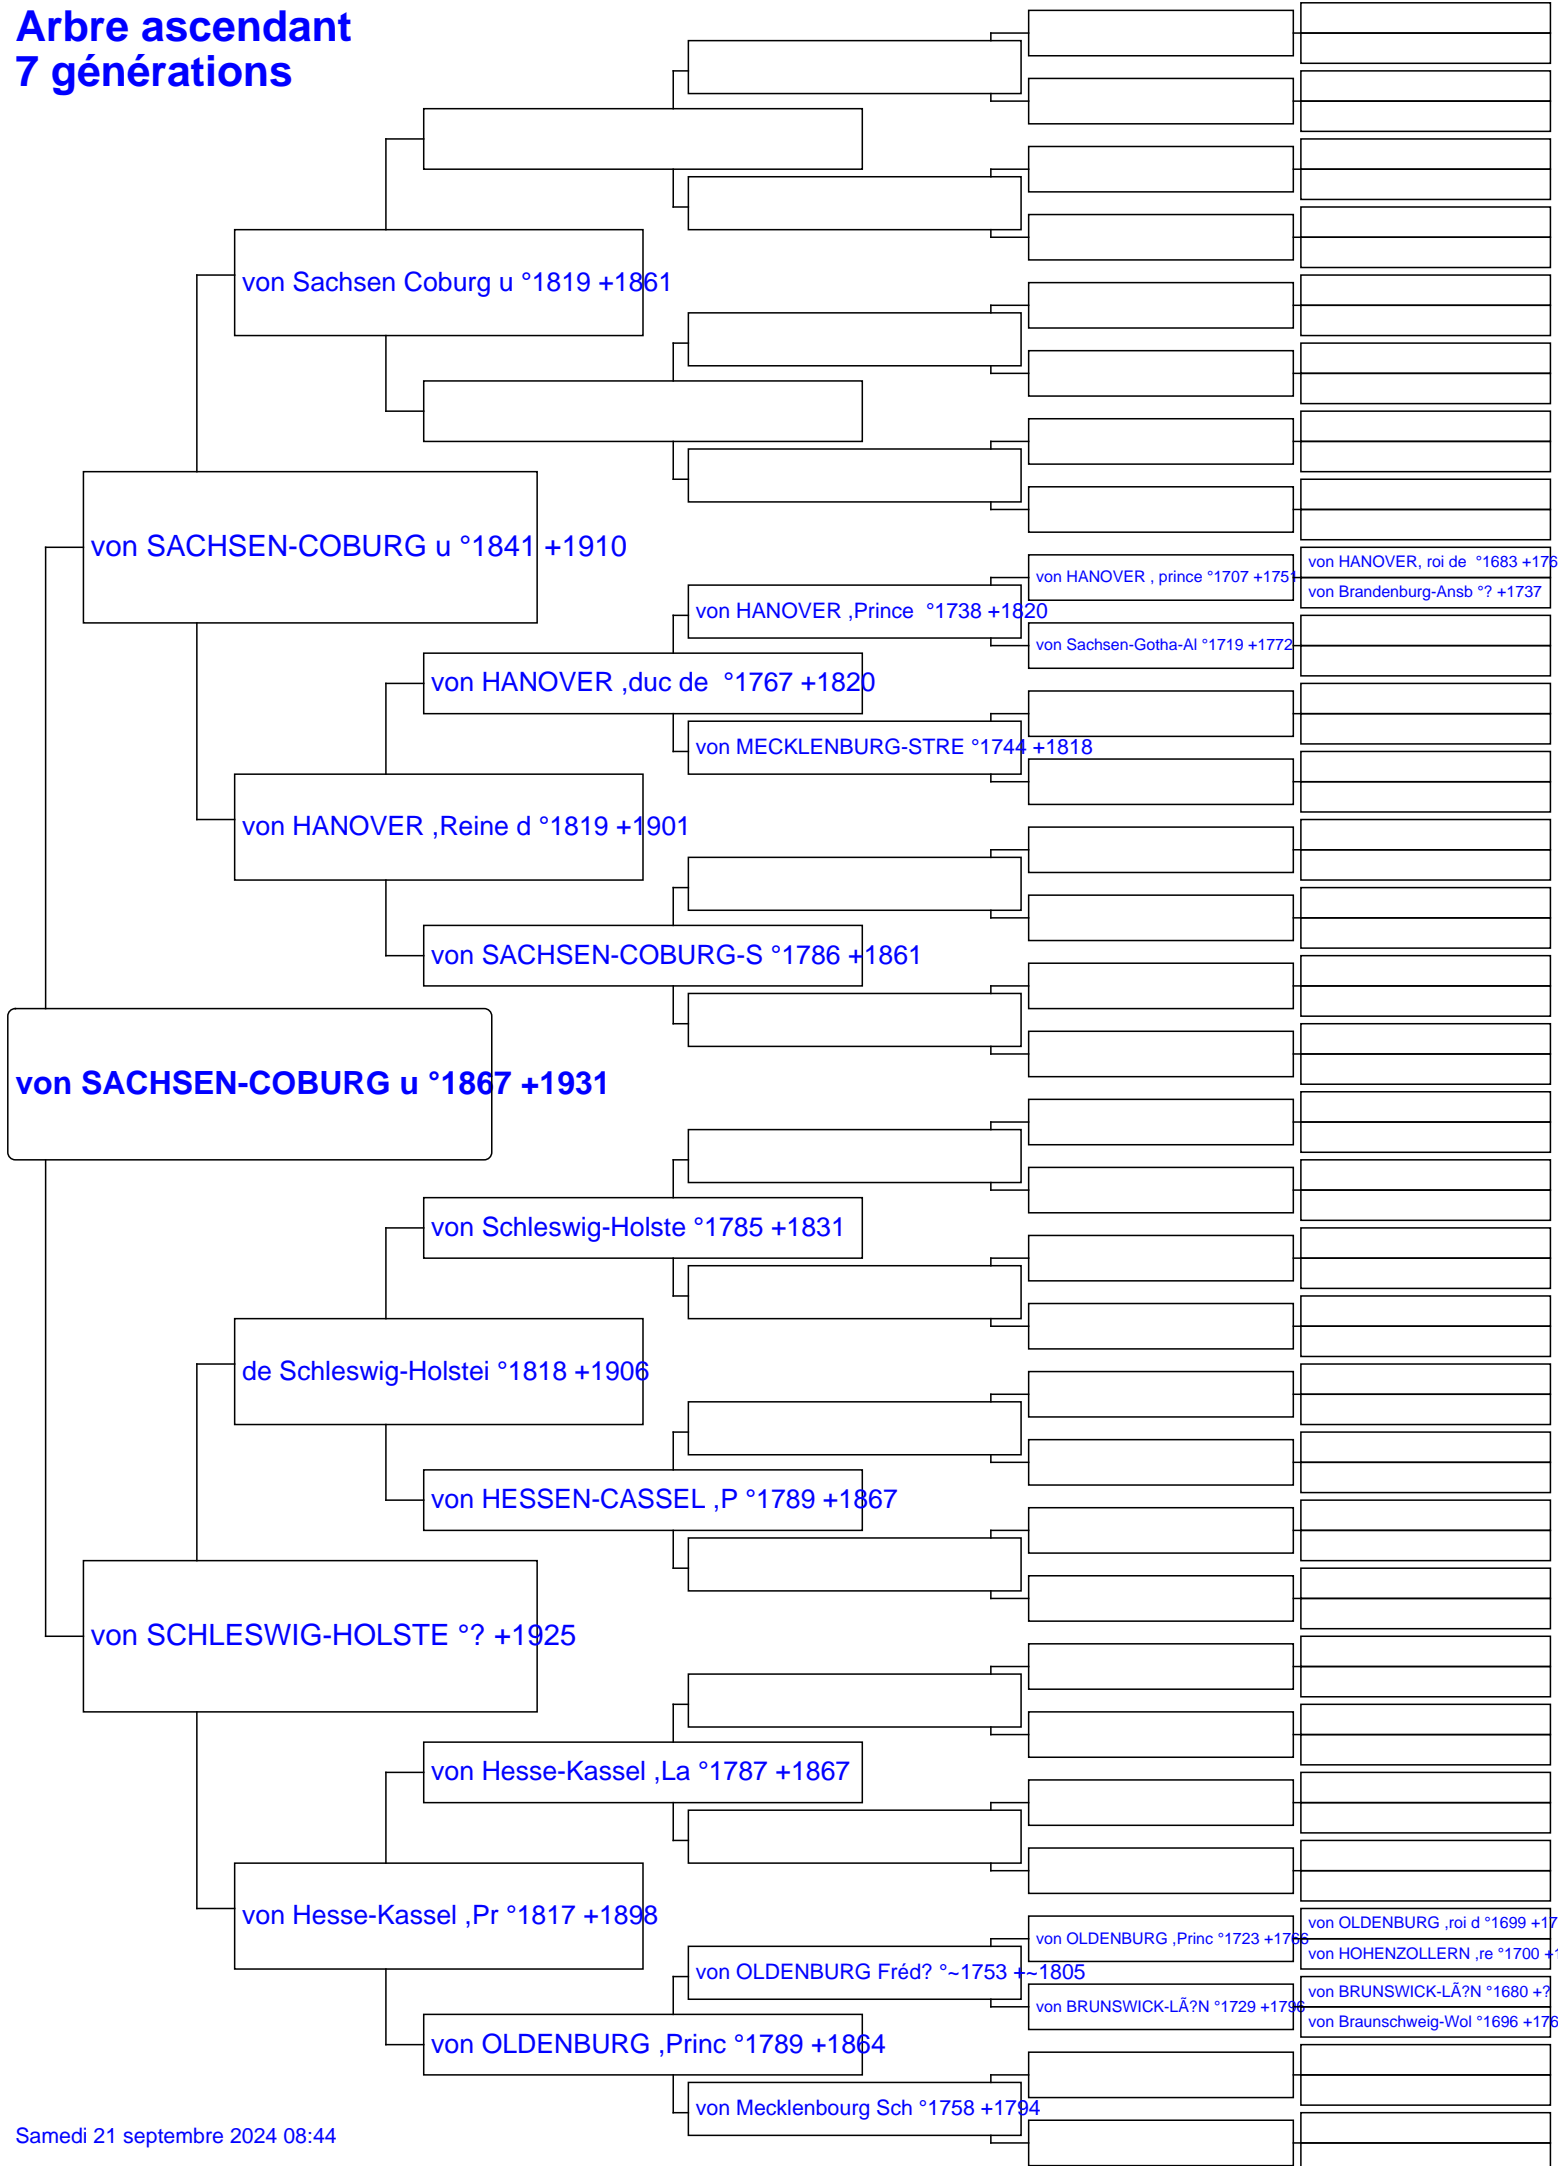 Arbre ascendant
7 générations
von Sachsen Coburg u °1819 +1861
von SACHSEN-COBURG u °1841 +1910
von HANOVER, roi de  °1683 +176
von HANOVER , prince °1707 +1751
von Brandenburg-Ansb °? +1737
von HANOVER ,Prince  °1738 +1820
von Sachsen-Gotha-Al °1719 +1772
von HANOVER ,duc de  °1767 +1820
von MECKLENBURG-STRE °1744 +1818
von HANOVER ,Reine d °1819 +1901
von SACHSEN-COBURG-S °1786 +1861
von SACHSEN-COBURG u °1867 +1931
von Schleswig-Holste °1785 +1831
de Schleswig-Holstei °1818 +1906
von HESSEN-CASSEL ,P °1789 +1867
von SCHLESWIG-HOLSTE °? +1925
von Hesse-Kassel ,La °1787 +1867
von Hesse-Kassel ,Pr °1817 +1898
von OLDENBURG ,roi d °1699 +17
von OLDENBURG ,Princ °1723 +1766
von HOHENZOLLERN ,re °1700 +1
von OLDENBURG Fréd? °~1753 +~1805
von BRUNSWICK-LÃ?N °1680 +?
von BRUNSWICK-LÃ?N °1729 +1796
von Braunschweig-Wol °1696 +176
von OLDENBURG ,Princ °1789 +1864
von Mecklenbourg Sch °1758 +1794
Samedi 21 septembre 2024 08:44